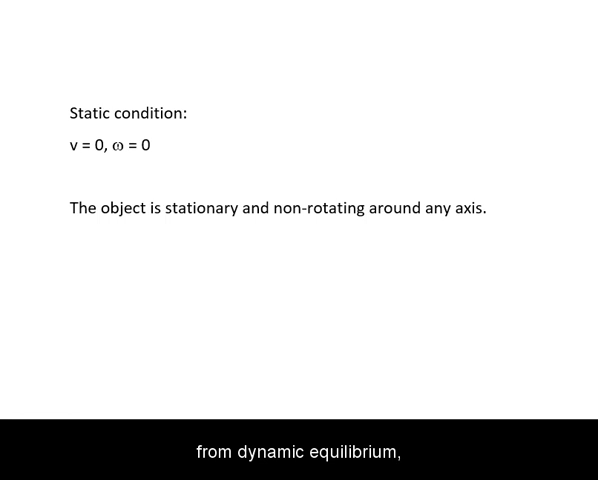 Static condition:
v = 0, ω = 0
The object is stationary and non-rotating around any axis.
from dynamic equilibrium,